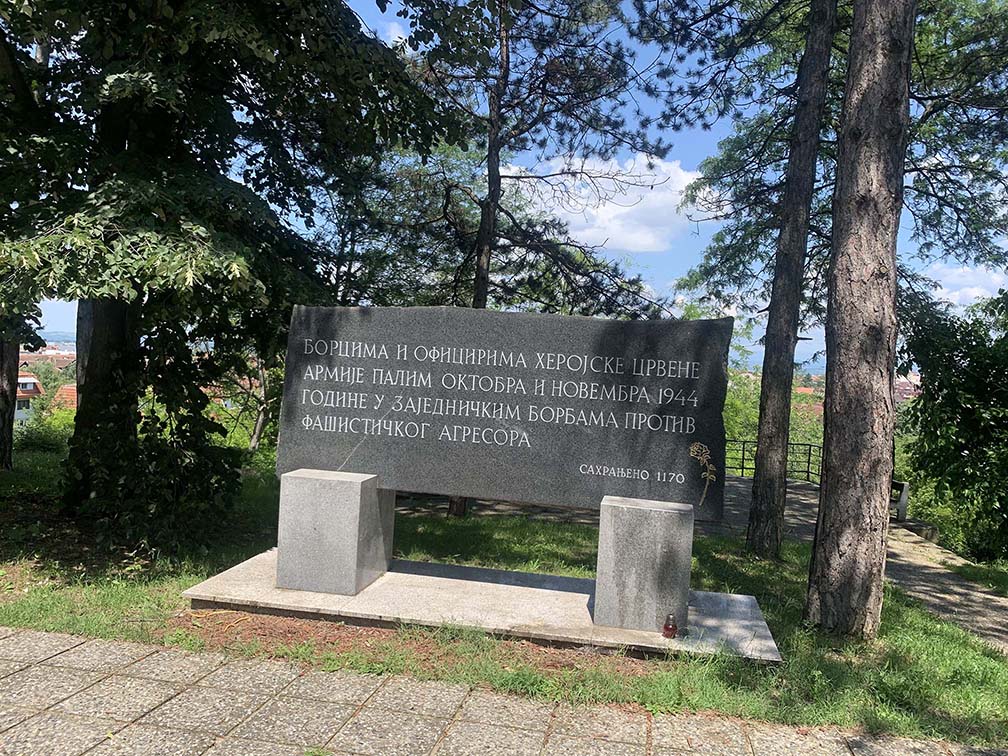 БОРЦИМА И ОФИЦИРИМА ХЕРОЈСКЕ ЦРВЕНЕ
АРМИЈЕ ПАЛИМ ОКТОБРА И НОВЕМБРА 1944
ГОДИНЕ У ЗАЈЕДНИЧКИМ БОРБАМА ПРОТИВ
ФАШИСТИЧКОГ АГРЕСОРА
САХРАЊЕНО 1170